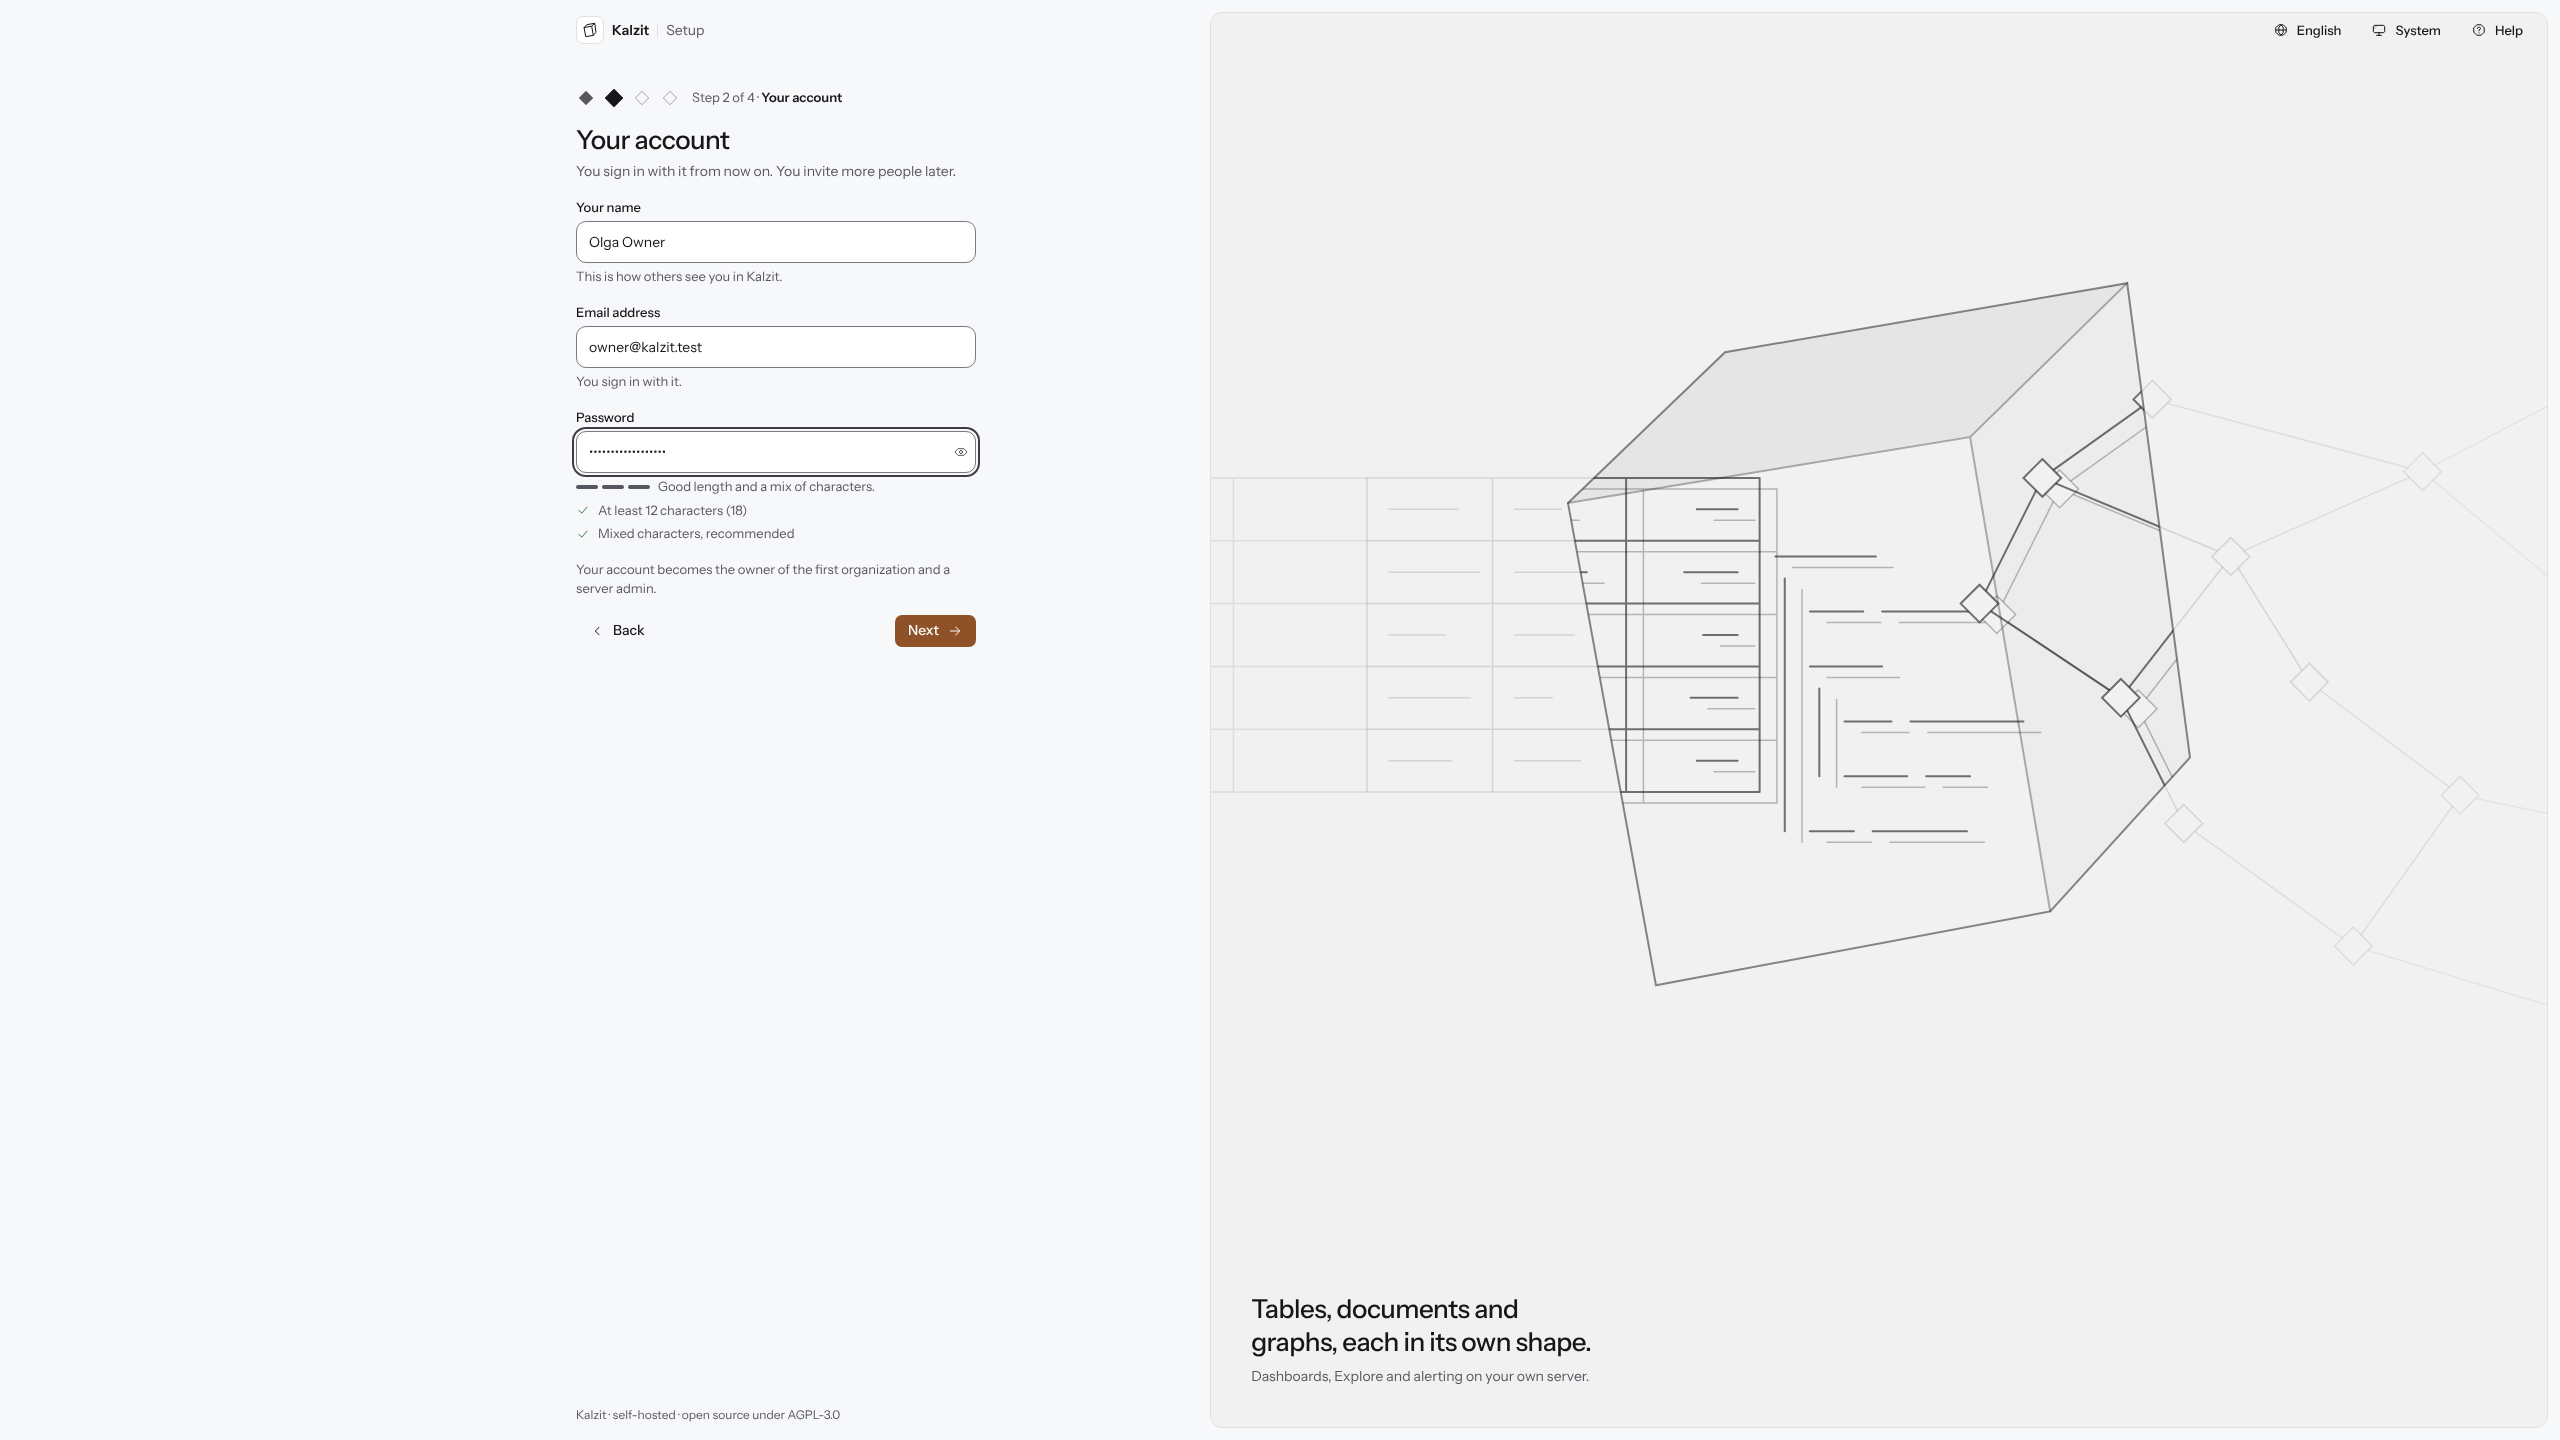 Kalzit | Setup
English
System
Help
Step 2 of 4 · Your account
Your account
You sign in with it from now on. You invite more people later.
Your name
Olga Owner
This is how others see you in Kalzit.
Email address
owner@kalzit.test
You sign in with it.
Password
••••••••••••••••••
Good length and a mix of characters.
At least 12 characters (18)
Mixed characters, recommended
Your account becomes the owner of the first organization and a
server admin.
Back
Next
Tables, documents and
graphs, each in its own shape.
Dashboards, Explore and alerting on your own server.
Kalzit · self-hosted · open source under AGPL-3.0